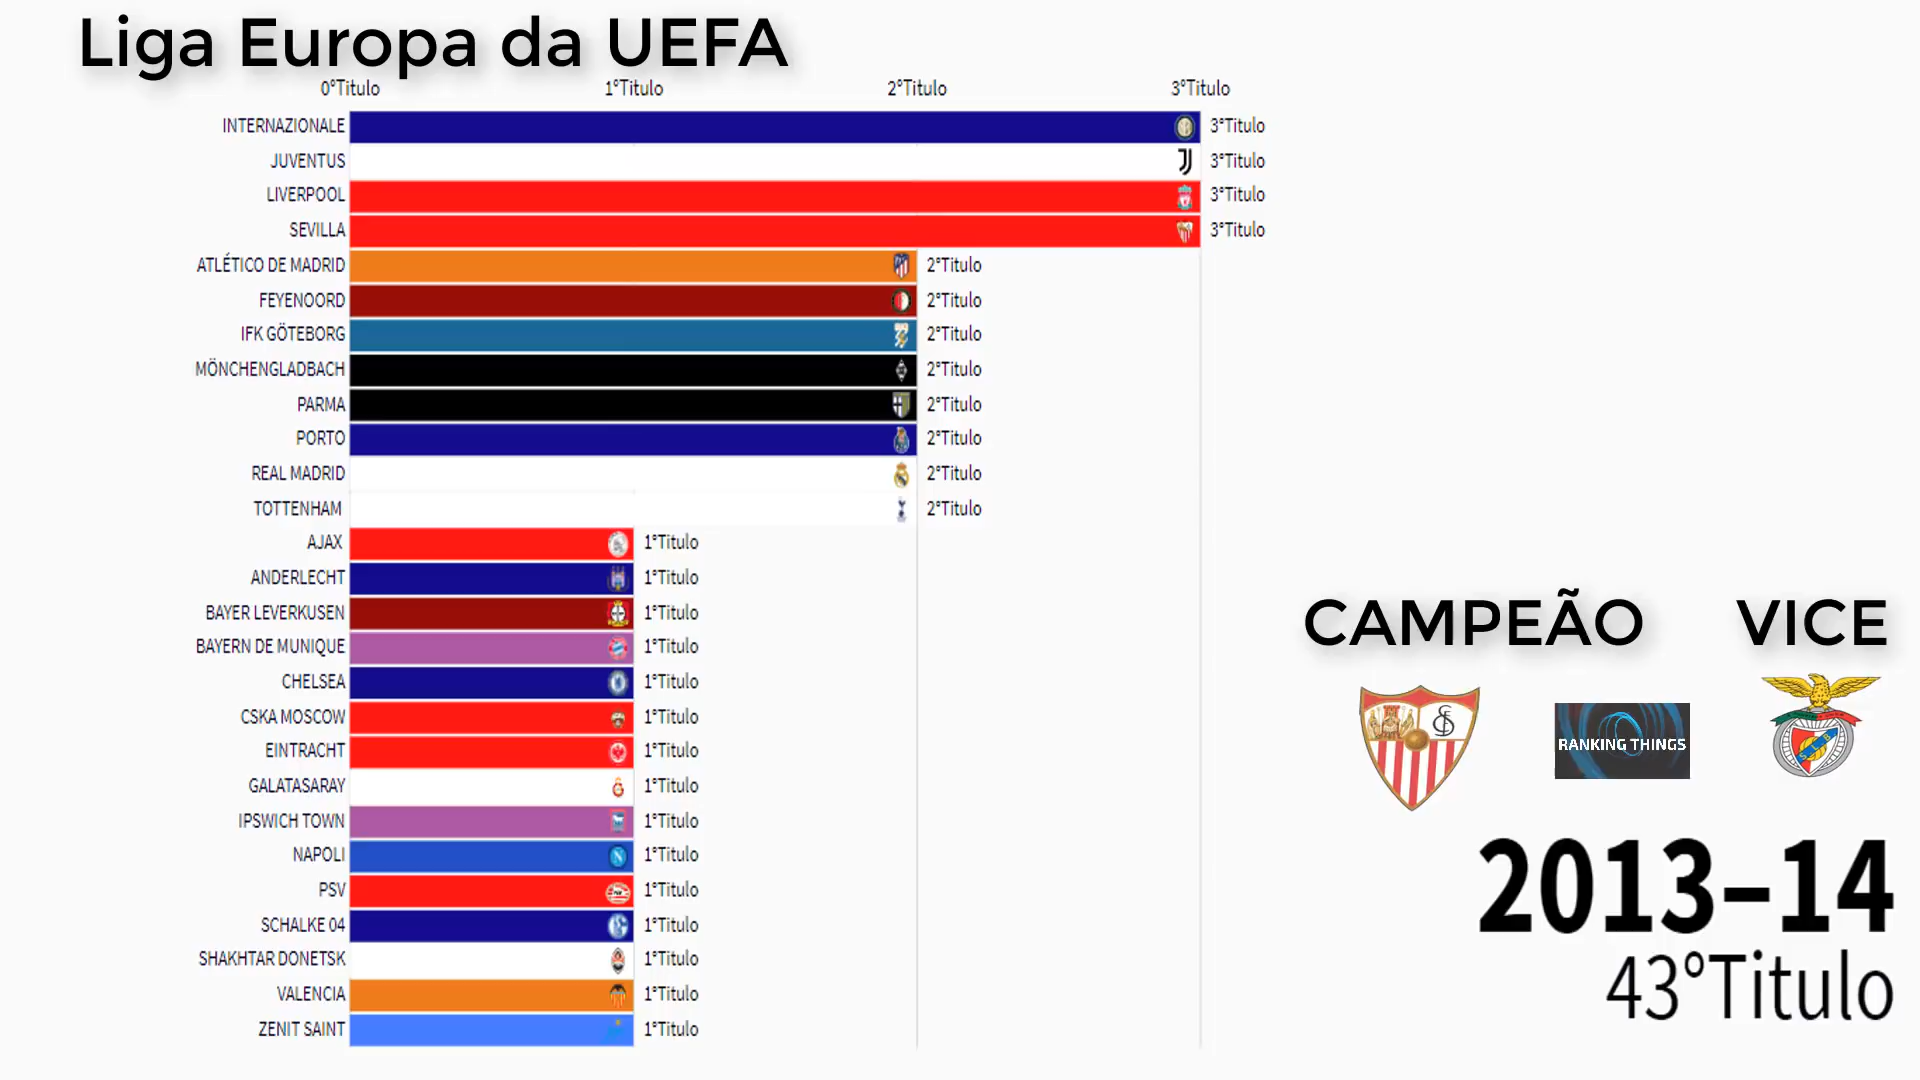 Liga Europa da UEFA
0°Titulo 1°Titulo 2°Titulo 3°Titulo
INTERNAZIONALE 3°Titulo
JUVENTUS 3°Titulo
LIVERPOOL 3°Titulo
SEVILLA 3°Titulo
ATLÉTICO DE MADRID 2°Titulo
FEYENOORD 2°Titulo
IFK GÖTEBORG 2°Titulo
MÖNCHENGLADBACH 2°Titulo
PARMA 2°Titulo
PORTO 2°Titulo
REAL MADRID 2°Titulo
TOTTENHAM 2°Titulo
AJAX 1°Titulo
ANDERLECHT 1°Titulo
BAYER LEVERKUSEN 1°Titulo
BAYERN DE MUNIQUE 1°Titulo
CHELSEA 1°Titulo
CSKA MOSCOW 1°Titulo
EINTRACHT 1°Titulo
GALATASARAY 1°Titulo
IPSWICH TOWN 1°Titulo
NAPOLI 1°Titulo
PSV 1°Titulo
SCHALKE 04 1°Titulo
SHAKHTAR DONETSK 1°Titulo
VALENCIA 1°Titulo
ZENIT SAINT 1°Titulo
CAMPEÃO VICE
RANKING THINGS
2013–14
43°Titulo